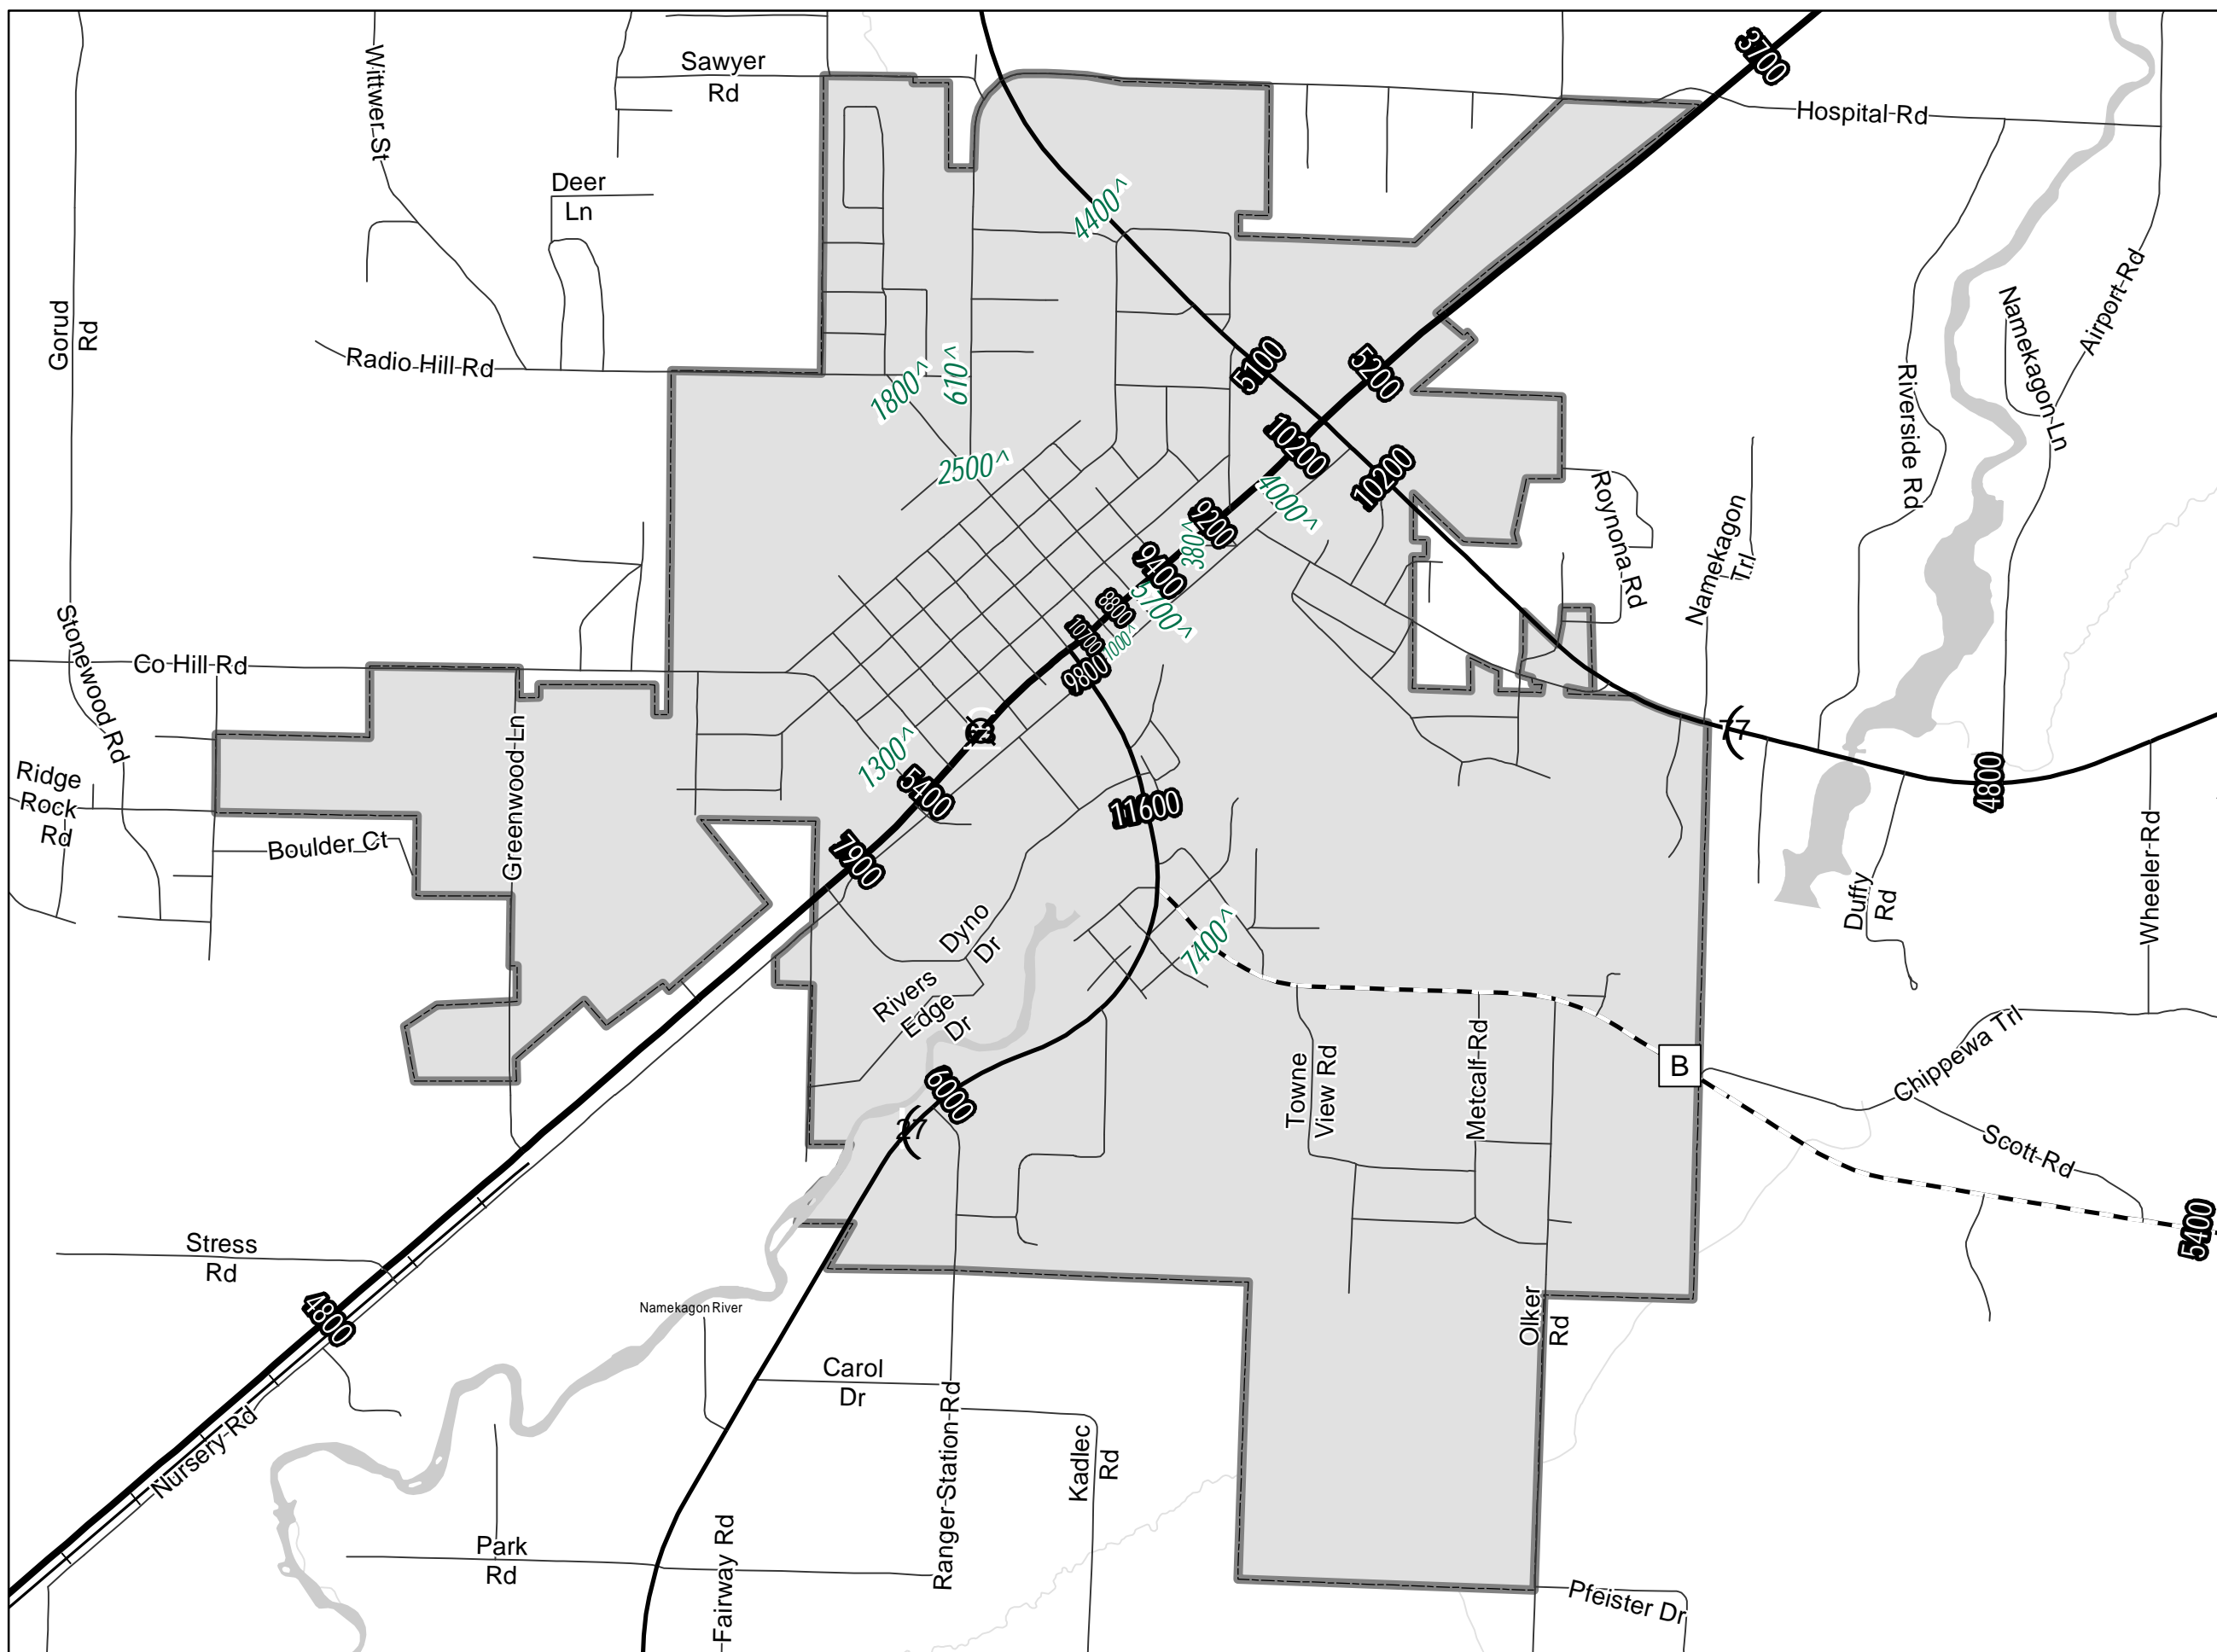 3700
Sawyer
Rd
Wittwer St
Hospital Rd
Deer
Ln
4400^
Gorud
Rd
Airport Rd
Namekagon Ln
Radio Hill Rd
1800^
610^
5100
5200
Riverside Rd
2500^
10200
10200
4000^
Roynona Rd
9200
380^
Namekagon
Trl
9400
5700^
8800
10700
1000^
9800
Co Hill Rd
Stonewood Rd
Greenwood Ln
77
1300^
5400
4800
Ridge
Rock
Rd
Boulder Ct
7900
11600
Wheeler Rd
Duffy
Rd
Dyno
Dr
7400^
Rivers
Edge
Dr
Towne
View Rd
Metcalf Rd
B
Chippewa Trl
6000
27
Scott Rd
5400
Stress
Rd
4800
Namekagon River
Olker
Rd
Carol
Dr
Ranger Station Rd
Kadlec
Rd
Nursery Rd
Park
Rd
Fairway Rd
Pfeister Dr